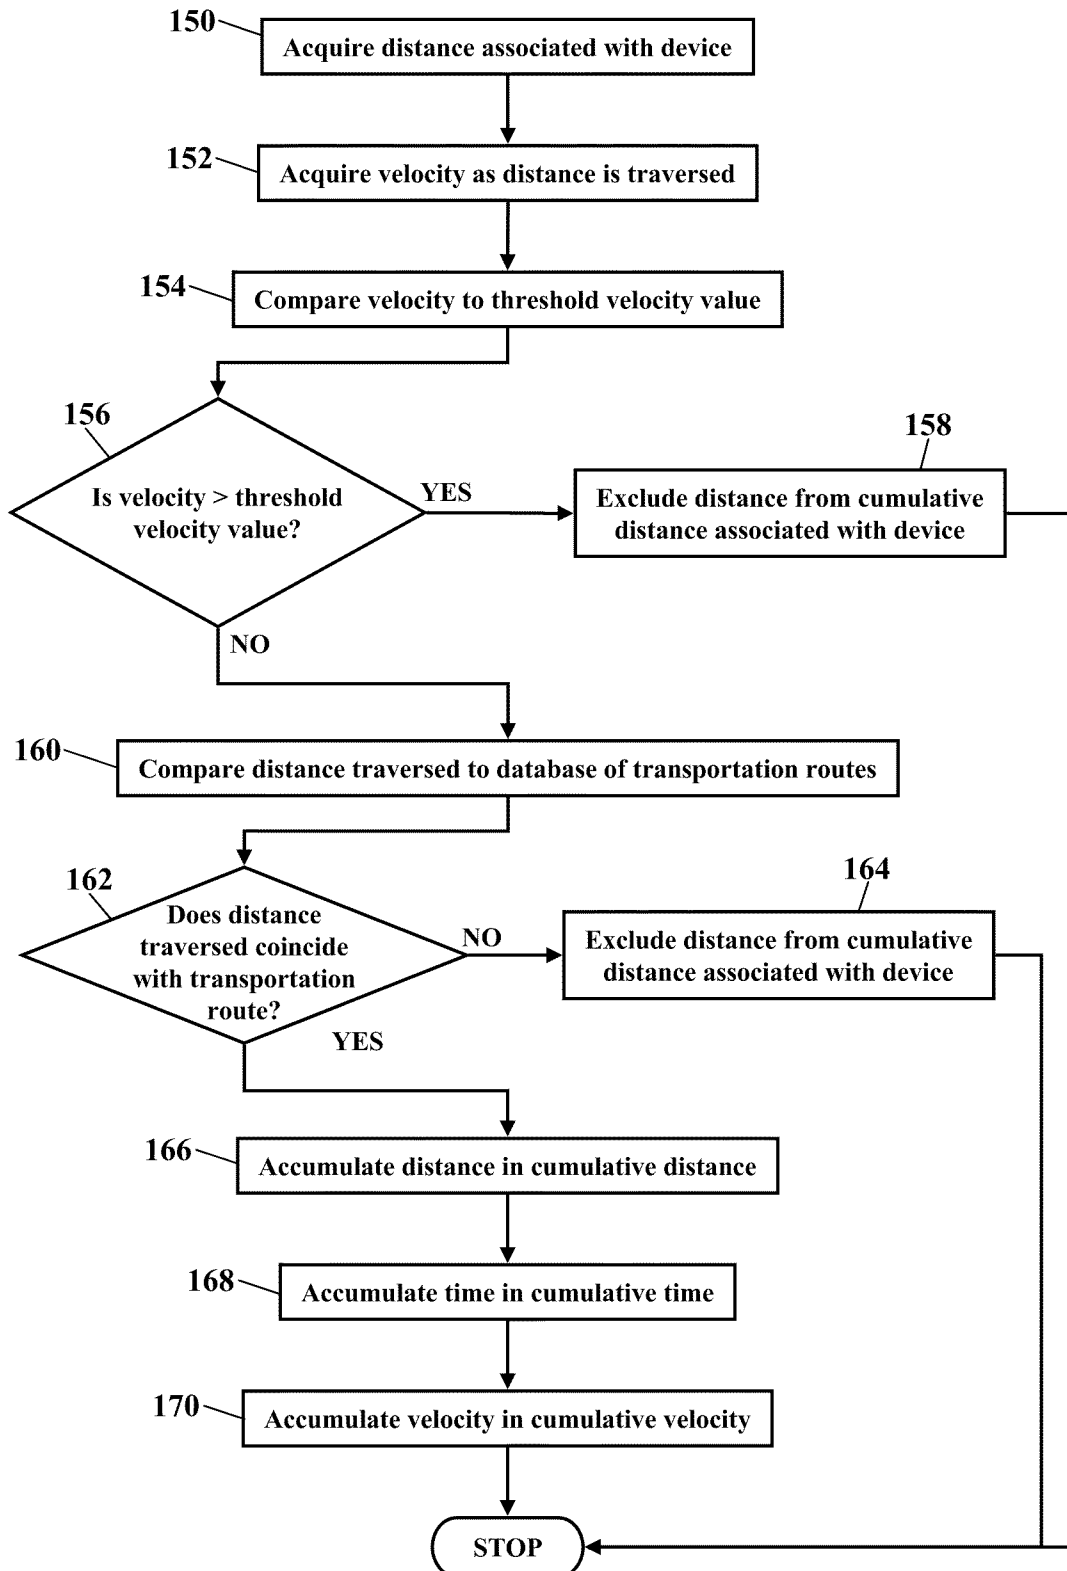 150
Acquire distance associated with device
152
Acquire velocity as distance is traversed
154
Compare velocity to threshold velocity value
156
Is velocity > threshold
velocity value?
YES
158
Exclude distance from cumulative
distance associated with device
NO
160
Compare distance traversed to database of transportation routes
162
Does distance
traversed coincide
with transportation
route?
NO
164
Exclude distance from cumulative
distance associated with device
YES
166
Accumulate distance in cumulative distance
168
Accumulate time in cumulative time
170
Accumulate velocity in cumulative velocity
STOP